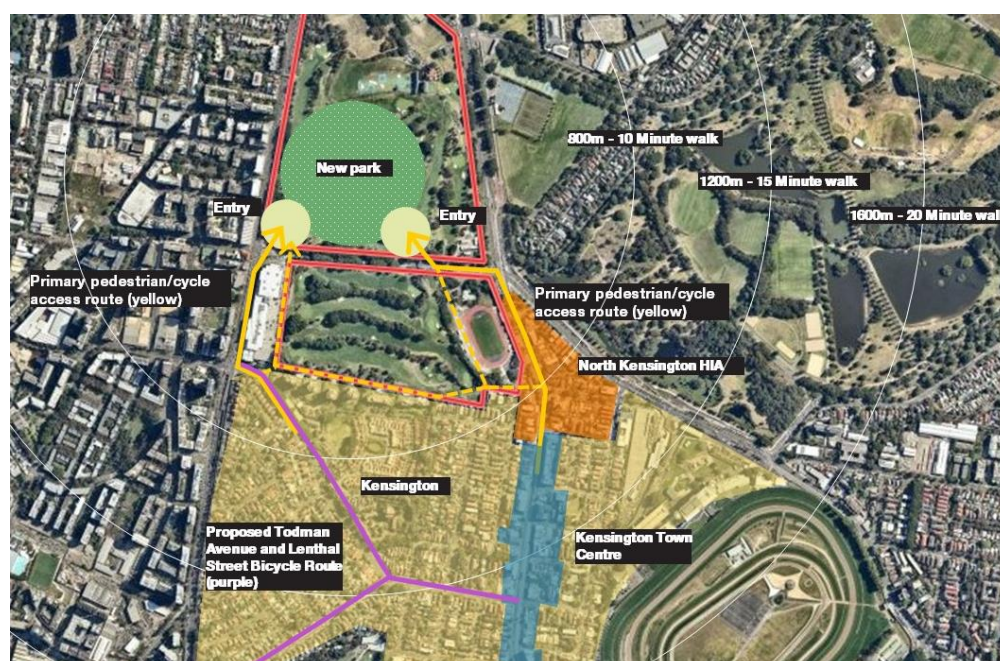 800m - 10 Minute walk
New park
1200m - 15 Minute walk
Entry
Entry
1600m - 20 Minute wal
Primary pedestrian/cycle
access route (yellow)
Primary pedestrian/cycle
access route (yellow)
North Kensington HIA
Kensington
Proposed Todman
Avenue and Lenthal
Street Bicycle Route
(purple)
Kensington Town
Centre